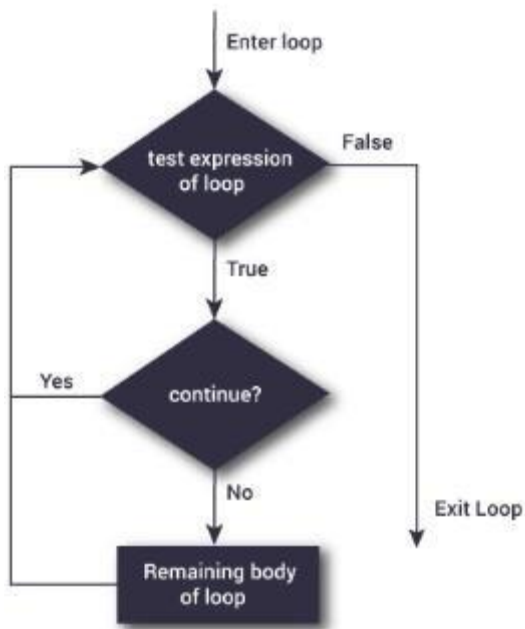 Enter loop
test expression
of loop
False
True
continue?
Yes
No
Exit Loop
Remaining body
of loop